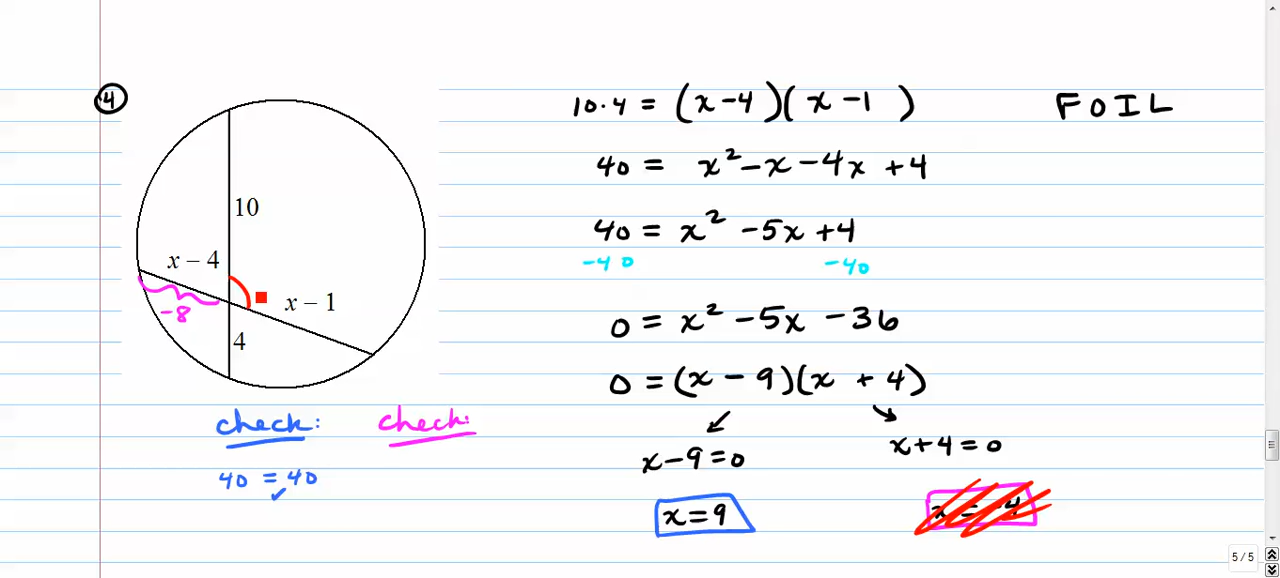 4
10
x – 4
x – 1
-8
4
check:
40 = 40 ✓
check:
10·4 = (x-4)(x-1)
FOIL
40 = x² - x - 4x + 4
40 = x² - 5x + 4
-40 -40
0 = x² - 5x - 36
0 = (x - 9)(x + 4)
x - 9 = 0
x + 4 = 0
x = 9
x = -4
5 / 5